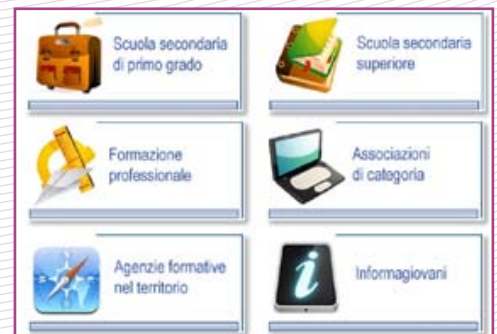 Scuola secondaria
di primo grado
Scuola secondaria
superiore
Formazione
professionale
Associazioni
di categoria
Agenzie formative
nel territorio
Informagiovani